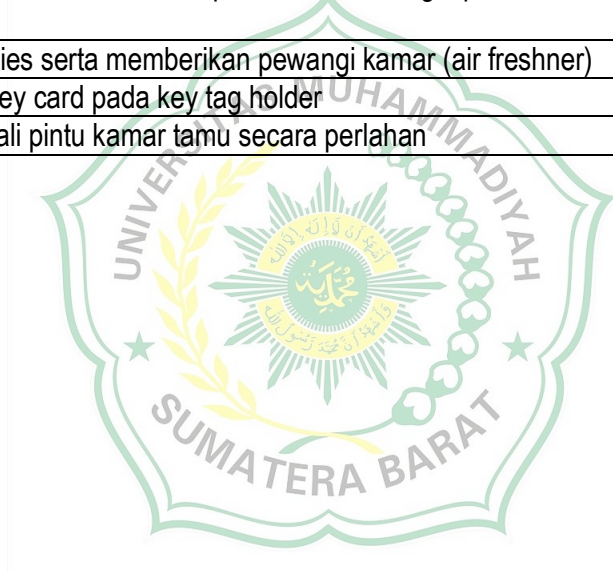 ies serta memberikan pewangi kamar (air freshner)
ey card pada key tag holder
ali pintu kamar tamu secara perlahan
UNIVERSITAS MUHAMMADIYAH
SUMATERA BARAT